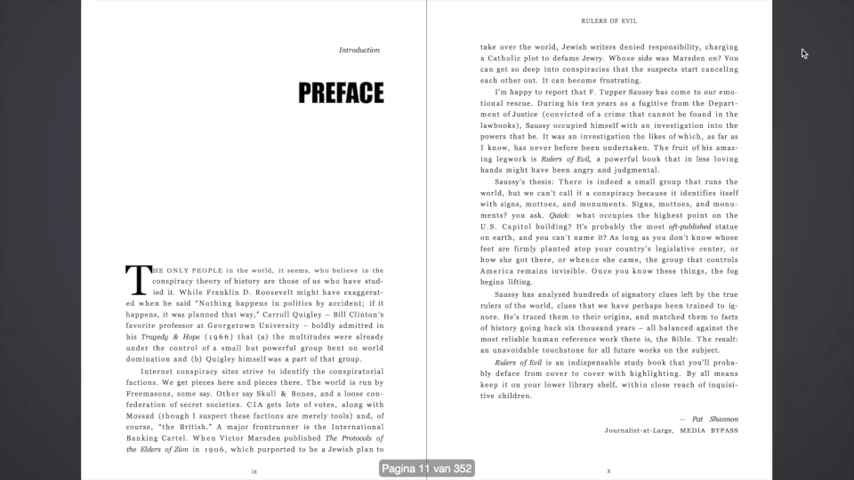 Introduction
PREFACE
THE ONLY PEOPLE in the world, it seems, who believe in the
conspiracy theory of history are those of us who have stud-
ied it. While Franklin D. Roosevelt might have exaggerat-
ed when he said “Nothing happens in politics by accident; if it
happens, it was planned that way,” Carroll Quigley – Bill Clinton’s
favorite professor at Georgetown University – boldly admitted in
his Tragedy & Hope (1966) that (a) the multitudes were already
under the control of a small but powerful group bent on world
domination and (b) Quigley himself was a part of that group.
Internet conspiracy sites strive to identify the conspiratorial
factions. We get pieces here and pieces there. The world is run by
Freemasons, some say. Other say Skull & Bones, and a loose con-
federation of secret societies. CIA gets lots of votes, along with
Mossad (though I suspect these factions are merely tools) and, of
course, “the British.” A major frontrunner is the International
Banking Cartel. When Victor Marsden published The Protocols of
the Elders of Zion in 1906, which purported to be a Jewish plan to
ix
RULERS OF EVIL
take over the world, Jewish writers denied responsibility, charging
a Catholic plot to defame Jewry. Whose side was Marsden on? You
can get so deep into conspiracies that the suspects start canceling
each other out. It can become frustrating.
I’m happy to report that F. Tupper Saussy has come to our emo-
tional rescue. During his ten years as a fugitive from the Depart-
ment of Justice (convicted of a crime that cannot be found in the
lawbooks), Saussy occupied himself with an investigation into the
powers that be. It was an investigation the likes of which, as far as
I know, has never before been undertaken. The fruit of his amaz-
ing legwork is Rulers of Evil, a powerful book that in less loving
hands might have been angry and judgmental.
Saussy’s thesis: There is indeed a small group that runs the
world, but we can’t call it a conspiracy because it identifies itself
with signs, mottoes, and monuments. Signs, mottoes, and monu-
ments? you ask. Quick: what occupies the highest point on the
U.S. Capitol building? It’s probably the most oft-published statue
on earth, and you can’t name it? As long as you don’t know whose
feet are firmly planted atop your country’s legislative center, or
how she got there, or whence she came, the group that controls
America remains invisible. Once you know these things, the fog
begins lifting.
Saussy has analyzed hundreds of signatory clues left by the true
rulers of the world, clues that we have perhaps been trained to ig-
nore. He’s traced them to their origins, and matched them to facts
of history going back six thousand years – all balanced against the
most reliable human reference work there is, the Bible. The result:
an unavoidable touchstone for all future works on the subject.
Rulers of Evil is an indispensable study book that you’ll proba-
bly deface from cover to cover with highlighting. By all means
keep it on your lower library shelf, within close reach of inquisi-
tive children.
— Pat Shannon
Journalist-at-Large, MEDIA BYPASS
x
Pagina 11 van 352